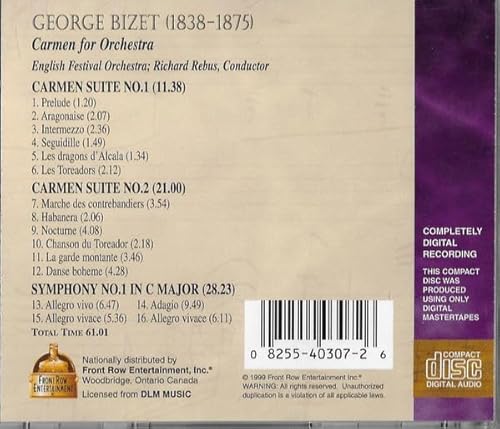 GEORGE BIZET (1838-1875)
Carmen for Orchestra
English Festival Orchestra; Richard Rebus, Conductor
CARMEN SUITE NO.1 (11.38)
1. Prelude (1.20)
2. Aragonaise (2.07)
3. Intermezzo (2.36)
4. Seguidille (1.49)
5. Les dragons d'Alcala (1.34)
6. Les Toreadors (2.12)
CARMEN SUITE NO.2 (21.00)
7. Marche des contrebandiers (3.54)
8. Habanera (2.06)
9. Nocturne (4.08)
10. Chanson du Toreador (2.18)
11. La garde montante (3.46)
12. Danse boheme (4.28)
SYMPHONY NO.1 IN C MAJOR (28.23)
13. Allegro vivo (6.47) 14. Adagio (9.49)
15. Allegro vivace (5.36) 16. Allegro vivace (6.11)
TOTAL TIME 61.01
COMPLETELY
DIGITAL
RECORDING
THIS COMPACT
DISC WAS
PRODUCED
USING ONLY
DIGITAL
MASTERTAPES
COMPACT
disc
DIGITAL AUDIO
0 8255-40307-2 6
FRONT ROW
ENTERTAINMENT
Nationally distributed by
Front Row Entertainment, Inc.®
Woodbridge, Ontario Canada
Licensed from DLM MUSIC
© 1999 Front Row Entertainment, Inc.®
WARNING: All rights reserved. Unauthorized
duplication is a violation of all applicable laws.